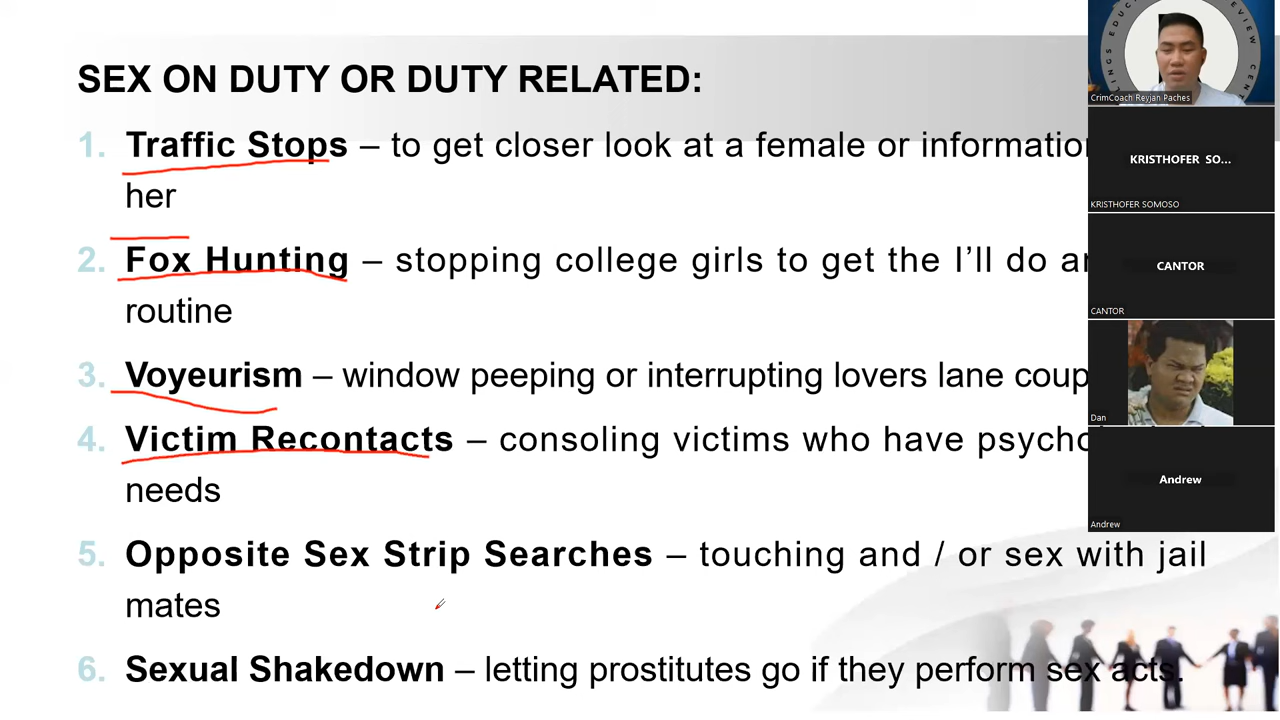 SEX ON DUTY OR DUTY RELATED:
1. Traffic Stops – to get closer look at a female or information
her
2. Fox Hunting – stopping college girls to get the I’ll do
routine
3. Voyeurism – window peeping or interrupting lovers lane
4. Victim Recontacts – consoling victims who have
needs
5. Opposite Sex Strip Searches – touching and / or sex with jail
mates
6. Sexual Shakedown – letting prostitutes go if they perform sex acts.
REVIEW
CrimCoach Reyjan Paches
KRISTHOFER SO...
KRISTHOFER SOMOSO
CANTOR
CANTOR
Dan
Andrew
Andrew